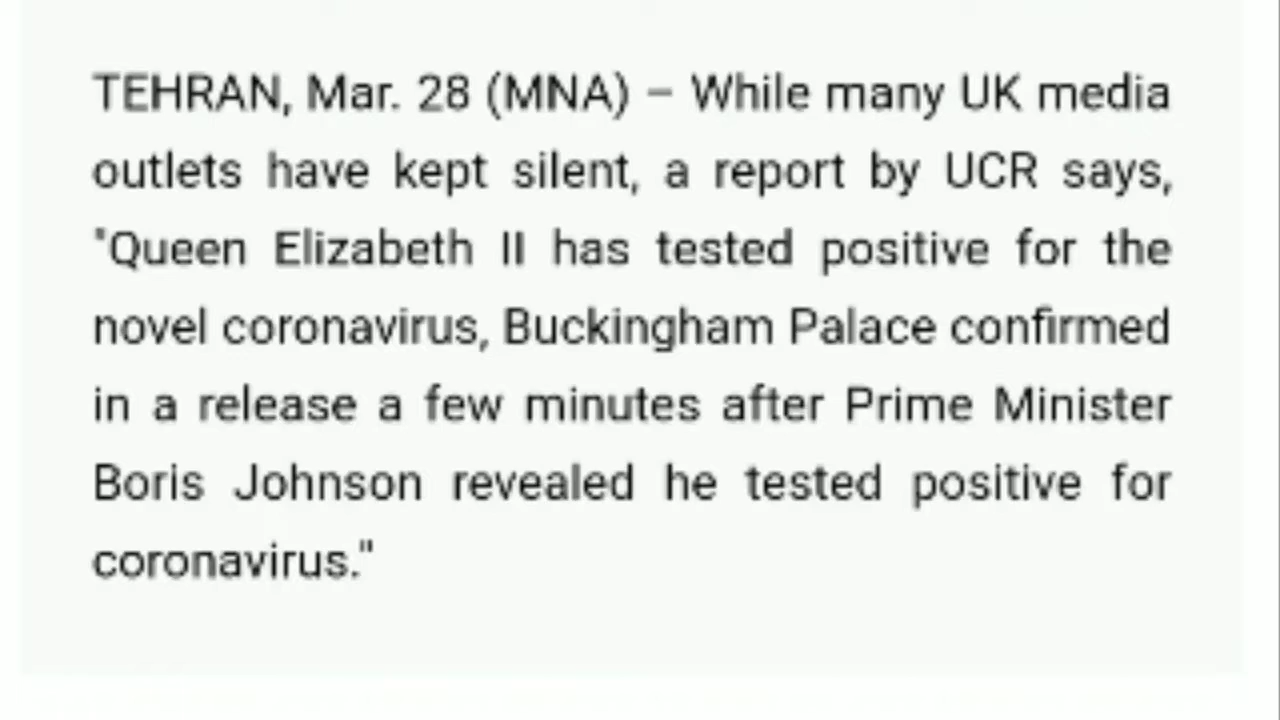 TEHRAN, Mar. 28 (MNA) – While many UK media
outlets have kept silent, a report by UCR says,
"Queen Elizabeth II has tested positive for the
novel coronavirus, Buckingham Palace confirmed
in a release a few minutes after Prime Minister
Boris Johnson revealed he tested positive for
coronavirus."